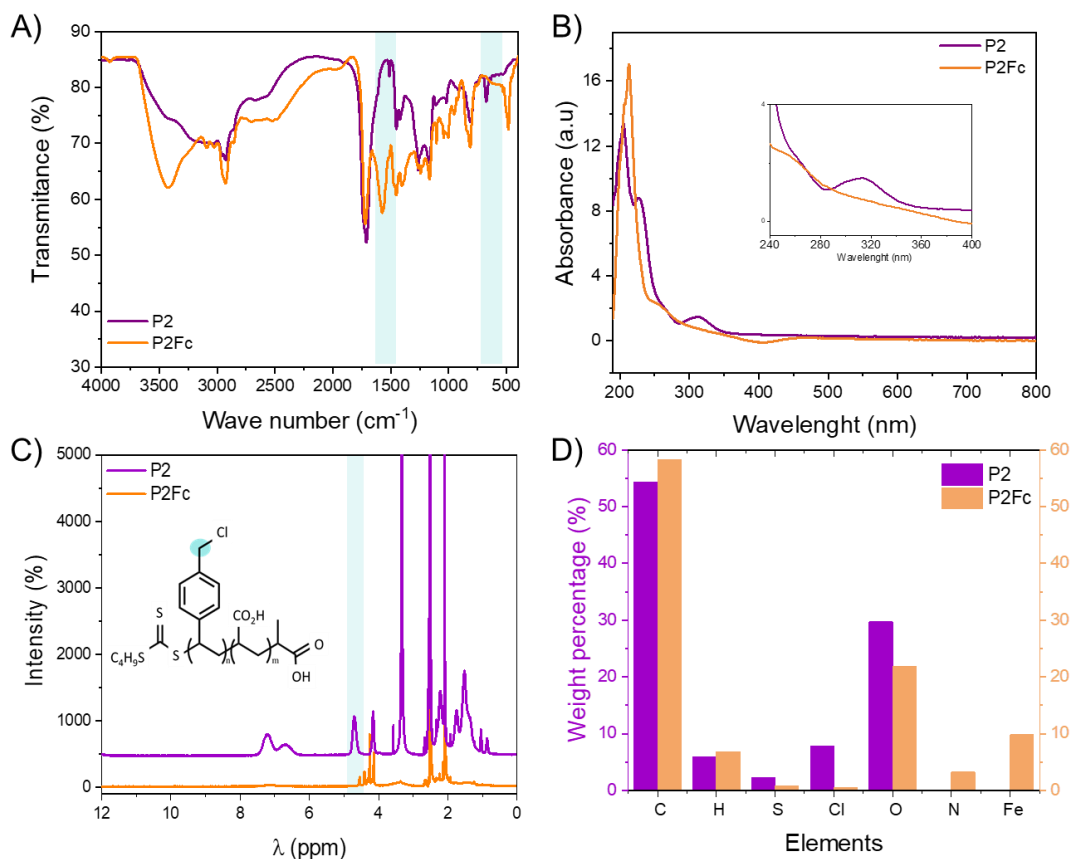 A)
90
80
70
60
50
40
30
4000 3500 3000 2500 2000 1500 1000 500
Transmitance (%)
Wave number (cm⁻¹)
P2
P2Fc
B)
16
12
8
4
0
200 300 400 500 600 700 800
Absorbance (a.u)
Wavelenght (nm)
P2
P2Fc
4
0
240 280 320 360 400
Wavelenght (nm)
C)
5000
4000
3000
2000
1000
0
12 10 8 6 4 2 0
Intensity (%)
λ (ppm)
P2
P2Fc
Cl
S
CO₂H
C₄H₉S
S
n
m
O
OH
D)
60
50
40
30
20
10
0
60
50
40
30
20
10
0
Weight percentage (%)
C H S Cl O N Fe
Elements
P2
P2Fc